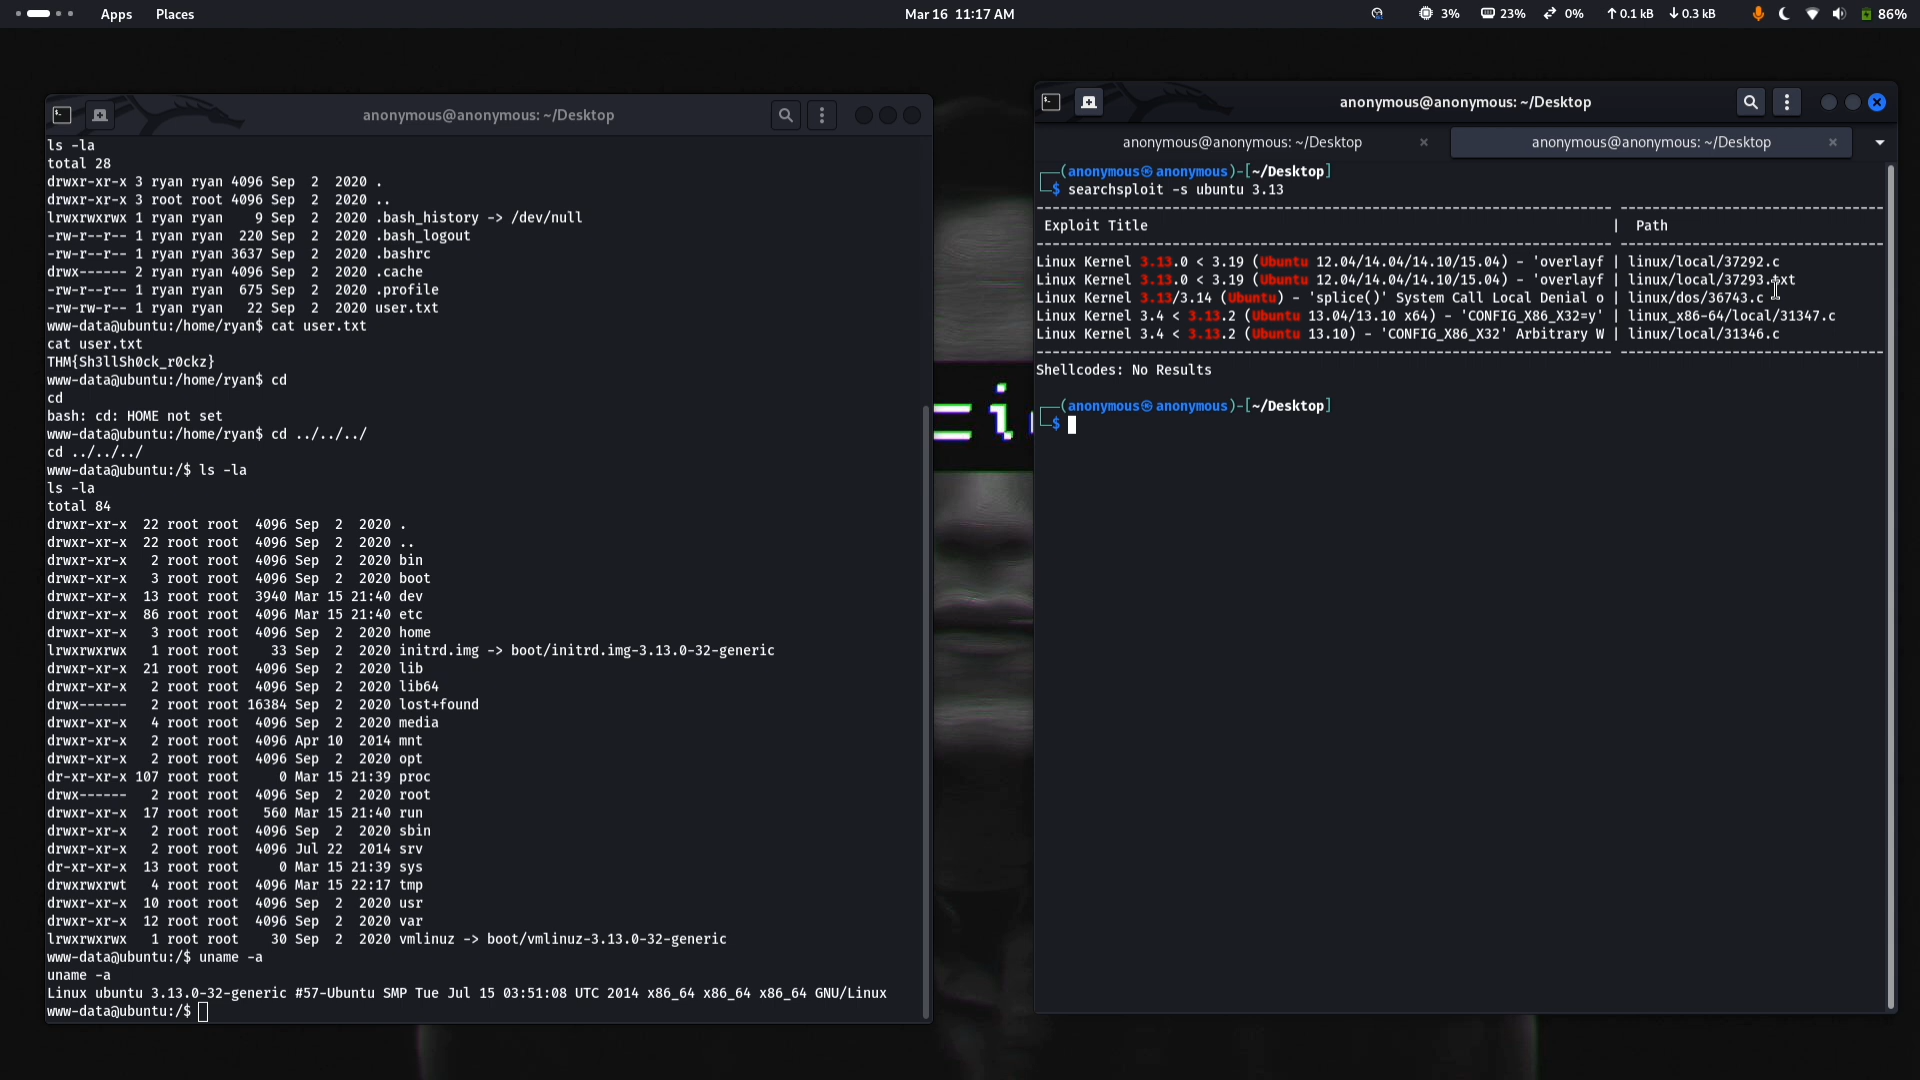 Apps Places Mar 16 11:17 AM 3% 23% 0% ↑ 0.1 kB ↓ 0.3 kB 86%
anonymous@anonymous: ~/Desktop
ls -la
total 28
drwxr-xr-x 3 ryan ryan 4096 Sep  2  2020 .
drwxr-xr-x 3 root root 4096 Sep  2  2020 ..
lrwxrwxrwx 1 ryan ryan    9 Sep  2  2020 .bash_history -> /dev/null
-rw-r--r-- 1 ryan ryan  220 Sep  2  2020 .bash_logout
-rw-r--r-- 1 ryan ryan 3637 Sep  2  2020 .bashrc
drwx------ 2 ryan ryan 4096 Sep  2  2020 .cache
-rw-r--r-- 1 ryan ryan  675 Sep  2  2020 .profile
-rw-rw-r-- 1 ryan ryan   22 Sep  2  2020 user.txt
www-data@ubuntu:/home/ryan$ cat user.txt
cat user.txt
THM{Sh3llSh0ck_r0ckz}
www-data@ubuntu:/home/ryan$ cd
cd
bash: cd: HOME not set
www-data@ubuntu:/home/ryan$ cd ../../../
cd ../../../
www-data@ubuntu:/$ ls -la
ls -la
total 84
drwxr-xr-x  22 root root  4096 Sep  2  2020 .
drwxr-xr-x  22 root root  4096 Sep  2  2020 ..
drwxr-xr-x   2 root root  4096 Sep  2  2020 bin
drwxr-xr-x   3 root root  4096 Sep  2  2020 boot
drwxr-xr-x  13 root root  3940 Mar 15 21:40 dev
drwxr-xr-x  86 root root  4096 Mar 15 21:40 etc
drwxr-xr-x   3 root root  4096 Sep  2  2020 home
lrwxrwxrwx   1 root root    33 Sep  2  2020 initrd.img -> boot/initrd.img-3.13.0-32-generic
drwxr-xr-x  21 root root  4096 Sep  2  2020 lib
drwxr-xr-x   2 root root  4096 Sep  2  2020 lib64
drwx------   2 root root 16384 Sep  2  2020 lost+found
drwxr-xr-x   4 root root  4096 Sep  2  2020 media
drwxr-xr-x   2 root root  4096 Apr 10  2014 mnt
drwxr-xr-x   2 root root  4096 Sep  2  2020 opt
dr-xr-xr-x 107 root root     0 Mar 15 21:39 proc
drwx------   2 root root  4096 Sep  2  2020 root
drwxr-xr-x  17 root root   560 Mar 15 21:40 run
drwxr-xr-x   2 root root  4096 Sep  2  2020 sbin
drwxr-xr-x   2 root root  4096 Jul 22  2014 srv
dr-xr-xr-x  13 root root     0 Mar 15 21:39 sys
drwxrwxrwt   4 root root  4096 Mar 15 22:17 tmp
drwxr-xr-x  10 root root  4096 Sep  2  2020 usr
drwxr-xr-x  12 root root  4096 Sep  2  2020 var
lrwxrwxrwx   1 root root    30 Sep  2  2020 vmlinuz -> boot/vmlinuz-3.13.0-32-generic
www-data@ubuntu:/$ uname -a
uname -a
Linux ubuntu 3.13.0-32-generic #57-Ubuntu SMP Tue Jul 15 03:51:08 UTC 2014 x86_64 x86_64 x86_64 GNU/Linux
www-data@ubuntu:/$
=i
anonymous@anonymous: ~/Desktop
anonymous@anonymous: ~/Desktop anonymous@anonymous: ~/Desktop
(anonymous㉿anonymous)-[~/Desktop]
$ searchsploit -s ubuntu 3.13
Exploit Title | Path
Linux Kernel 3.13.0 < 3.19 (Ubuntu 12.04/14.04/14.10/15.04) - 'overlayf | linux/local/37292.c
Linux Kernel 3.13.0 < 3.19 (Ubuntu 12.04/14.04/14.10/15.04) - 'overlayf | linux/local/37293.txt
Linux Kernel 3.13/3.14 (Ubuntu) - 'splice()' System Call Local Denial o | linux/dos/36743.c
Linux Kernel 3.4 < 3.13.2 (Ubuntu 13.04/13.10 x64) - 'CONFIG_X86_X32=y' | linux_x86-64/local/31347.c
Linux Kernel 3.4 < 3.13.2 (Ubuntu 13.10) - 'CONFIG_X86_X32' Arbitrary W | linux/local/31346.c
Shellcodes: No Results
(anonymous㉿anonymous)-[~/Desktop]
$